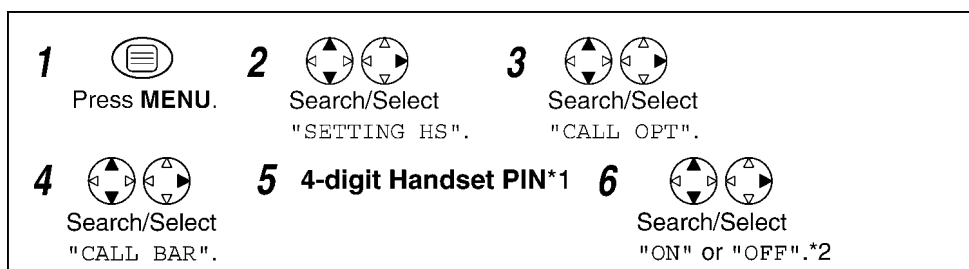 1
Press MENU.
2
Search/Select
"SETTING HS".
3
Search/Select
"CALL OPT".
4
Search/Select
"CALL BAR".
5 4-digit Handset PIN*1
6
Search/Select
"ON" or "OFF".*2